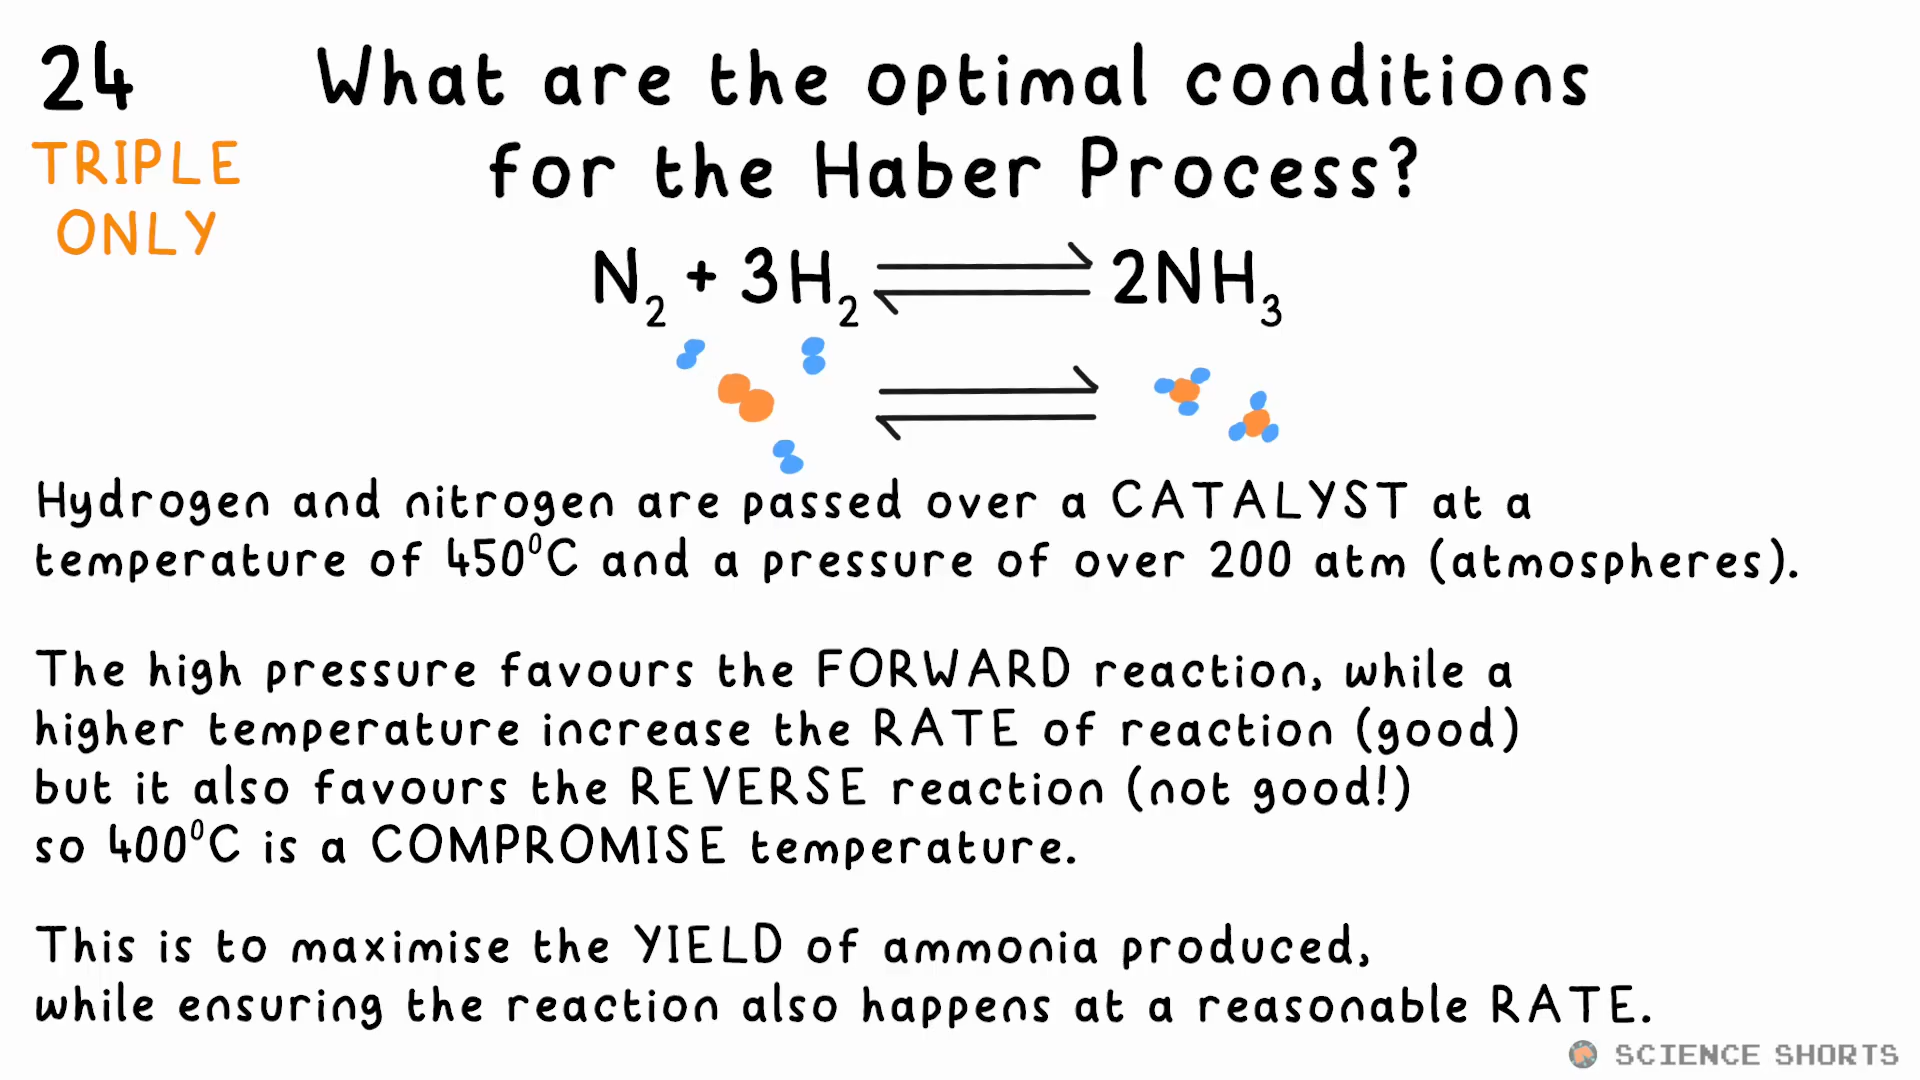 24
TRIPLE
ONLY
What are the optimal conditions
for the Haber Process?
N₂ + 3H₂ ⇌ 2NH₃
Hydrogen and nitrogen are passed over a CATALYST at a
temperature of 450⁰C and a pressure of over 200 atm (atmospheres).
The high pressure favours the FORWARD reaction, while a
higher temperature increase the RATE of reaction (good)
but it also favours the REVERSE reaction (not good!)
so 400⁰C is a COMPROMISE temperature.
This is to maximise the YIELD of ammonia produced,
while ensuring the reaction also happens at a reasonable RATE.
SCIENCE SHORTS